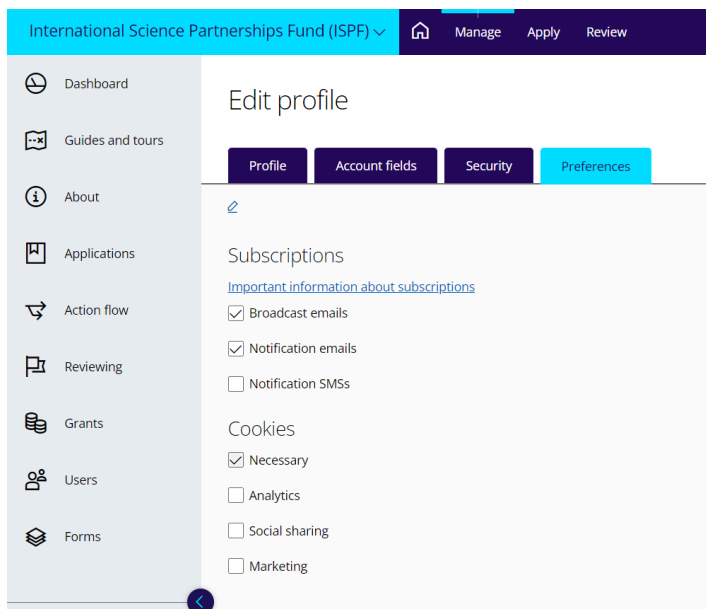 International Science Partnerships Fund (ISPF)
Manage Apply Review
Dashboard
Guides and tours
About
Applications
Action flow
Reviewing
Grants
Users
Forms
Edit profile
Profile Account fields Security Preferences
Subscriptions
Important information about subscriptions
Broadcast emails
Notification emails
Notification SMSs
Cookies
Necessary
Analytics
Social sharing
Marketing